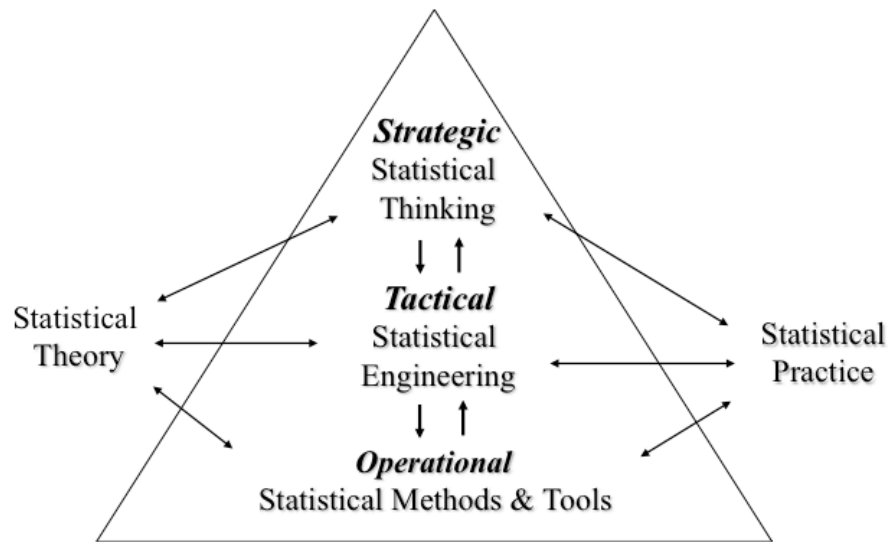 Strategic
Statistical
Thinking
Tactical
Statistical
Engineering
Operational
Statistical Methods & Tools
Statistical
Theory
Statistical
Practice